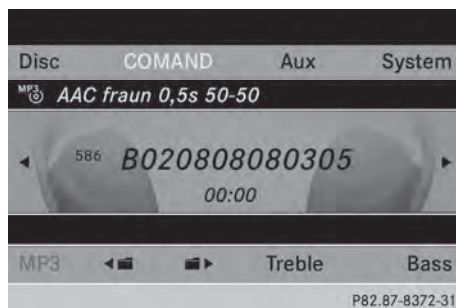 Disc COMAND Aux System
MP3 AAC fraun 0,5s 50-50
586 B020808080305
00:00
MP3 Treble Bass
P82.87-8372-31